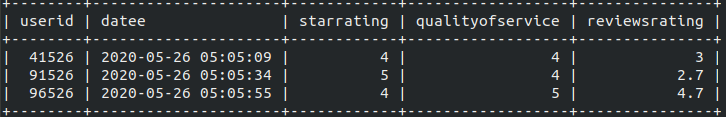 +--------+---------------------+------------+------------------+---------------+
| userid | datee               | starrating | qualityofservice | reviewsrating |
+--------+---------------------+------------+------------------+---------------+
|  41526 | 2020-05-26 05:05:09 |          4 |                4 |             3 |
|  91526 | 2020-05-26 05:05:34 |          5 |                4 |           2.7 |
|  96526 | 2020-05-26 05:05:55 |          4 |                5 |           4.7 |
+--------+---------------------+------------+------------------+---------------+